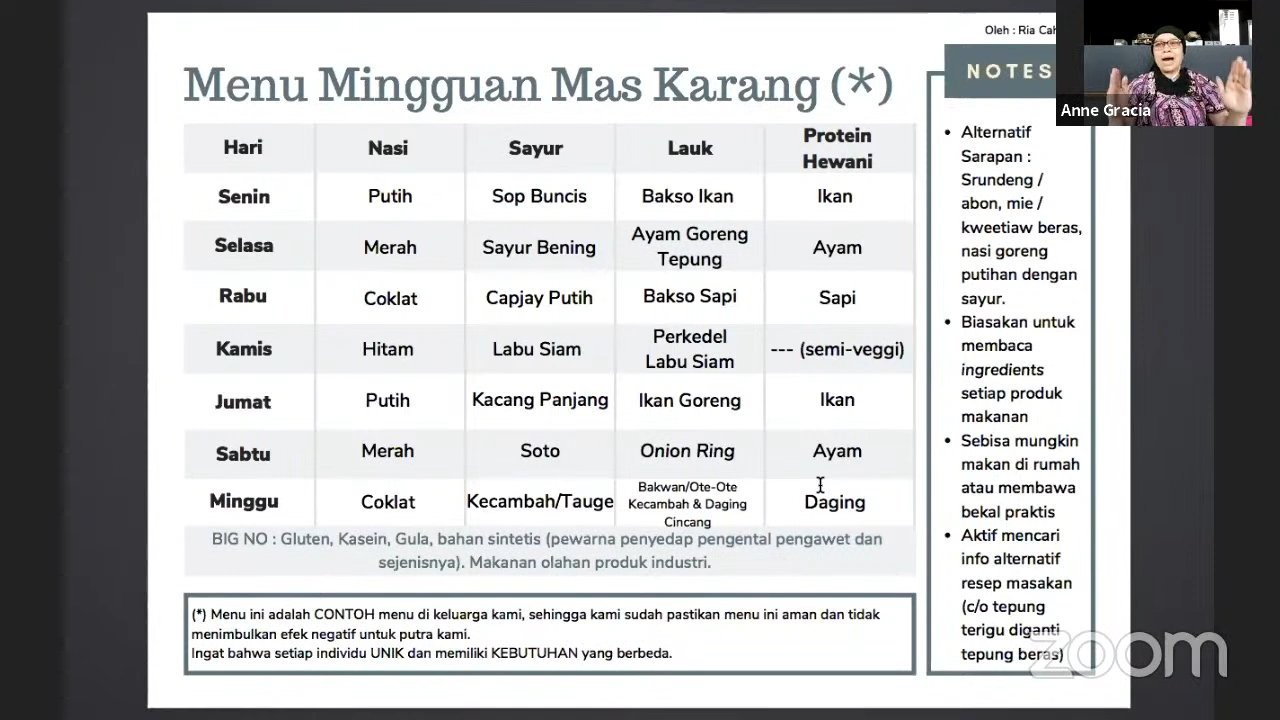 Oleh : Ria
Menu Mingguan Mas Karang (*)
NOTES
Anne Gracia
Hari Nasi Sayur Lauk Protein Hewani
Senin Putih Sop Buncis Bakso Ikan Ikan
Selasa Merah Sayur Bening Ayam Goreng Tepung Ayam
Rabu Coklat Capjay Putih Bakso Sapi Sapi
Kamis Hitam Labu Siam Perkedel Labu Siam --- (semi-veggi)
Jumat Putih Kacang Panjang Ikan Goreng Ikan
Sabtu Merah Soto Onion Ring Ayam
Minggu Coklat Kecambah/Tauge Bakwan/Ote-Ote Kecambah & Daging Cincang Daging
BIG NO : Gluten, Kasein, Gula, bahan sintetis (pewarna penyedap pengental pengawet dan
sejenisnya). Makanan olahan produk industri.
(*) Menu ini adalah CONTOH menu di keluarga kami, sehingga kami sudah pastikan menu ini aman dan tidak
menimbulkan efek negatif untuk putra kami.
Ingat bahwa setiap individu UNIK dan memiliki KEBUTUHAN yang berbeda.
• Alternatif
Sarapan :
Srundeng /
abon, mie /
kweetiaw beras,
nasi goreng
putihan dengan
sayur.
• Biasakan untuk
membaca
ingredients
setiap produk
makanan
• Sebisa mungkin
makan di rumah
atau membawa
bekal praktis
• Aktif mencari
info alternatif
resep masakan
(c/o tepung
terigu diganti
tepung beras)
zoom